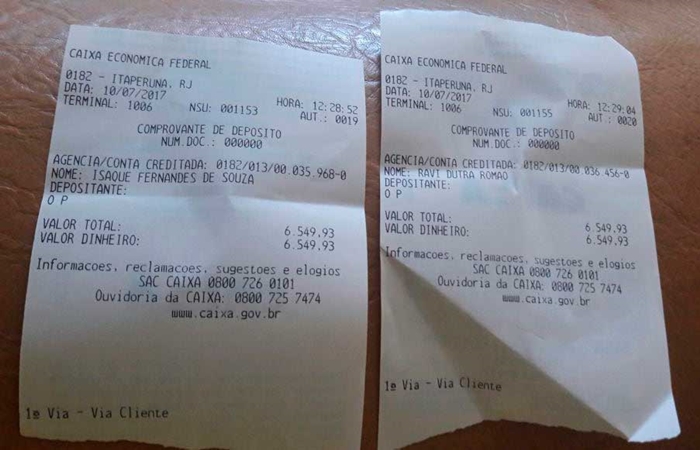 CAIXA ECONOMICA FEDERAL
0182 - ITAPERUNA, RJ
DATA: 10/07/2017 HORA: 12:28:52
TERMINAL: 1006 NSU: 001153 AUT.: 0019
COMPROVANTE DE DEPOSITO
NUM.DOC.: 000000
AGENCIA/CONTA CREDITADA: 0182/013/00.035.968-0
NOME: ISAQUE FERNANDES DE SOUZA
DEPOSITANTE:
O P
VALOR TOTAL: 6.549,93
VALOR DINHEIRO: 6.549,93
Informacoes, reclamacoes, sugestoes e elogios
SAC CAIXA 0800 726 0101
Ouvidoria da CAIXA: 0800 725 7474
www.caixa.gov.br
1ª Via - Via Cliente
CAIXA ECONOMICA FEDERAL
0182 - ITAPERUNA, RJ
DATA: 10/07/2017 HORA: 12:29:04
TERMINAL: 1006 NSU: 001155 AUT.: 0020
COMPROVANTE DE DEPOSITO
NUM.DOC.: 000000
AGENCIA/CONTA CREDITADA: 0182/013/00.036.456-0
NOME: RAVI DUTRA ROMAO
DEPOSITANTE:
O P
VALOR TOTAL: 6.549,93
VALOR DINHEIRO: 6.549,93
Informacoes, reclamacoes, sugestoes e elogios
SAC CAIXA 0800 726 0101
Ouvidoria da CAIXA: 0800 725 7474
www.caixa.gov.br
1ª Via - Via Cliente